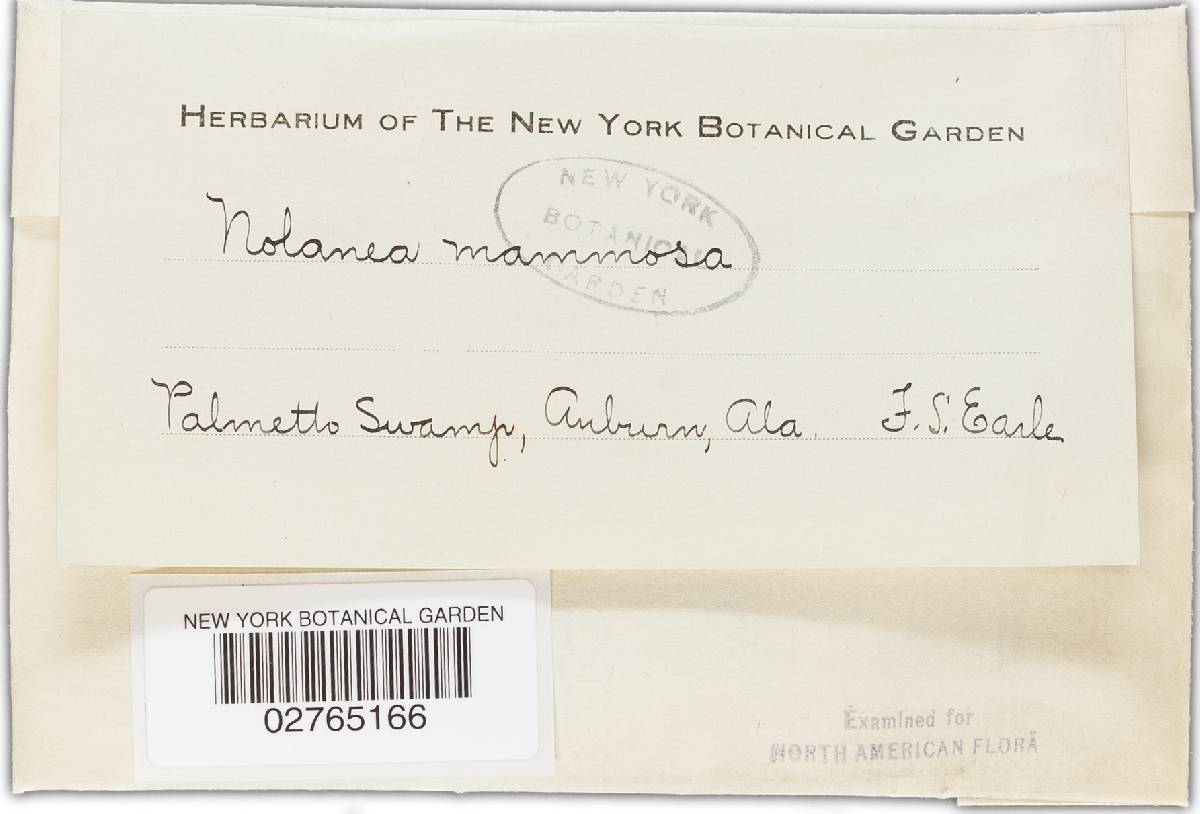 HERBARIUM OF THE NEW YORK BOTANICAL GARDEN
NEW YORK
BOTANICAL
GARDEN
Nolanea mammosa
Palmetto Swamp, Auburn, Ala. F. S. Earle
NEW YORK BOTANICAL GARDEN
02765166
Examined for
NORTH AMERICAN FLORA